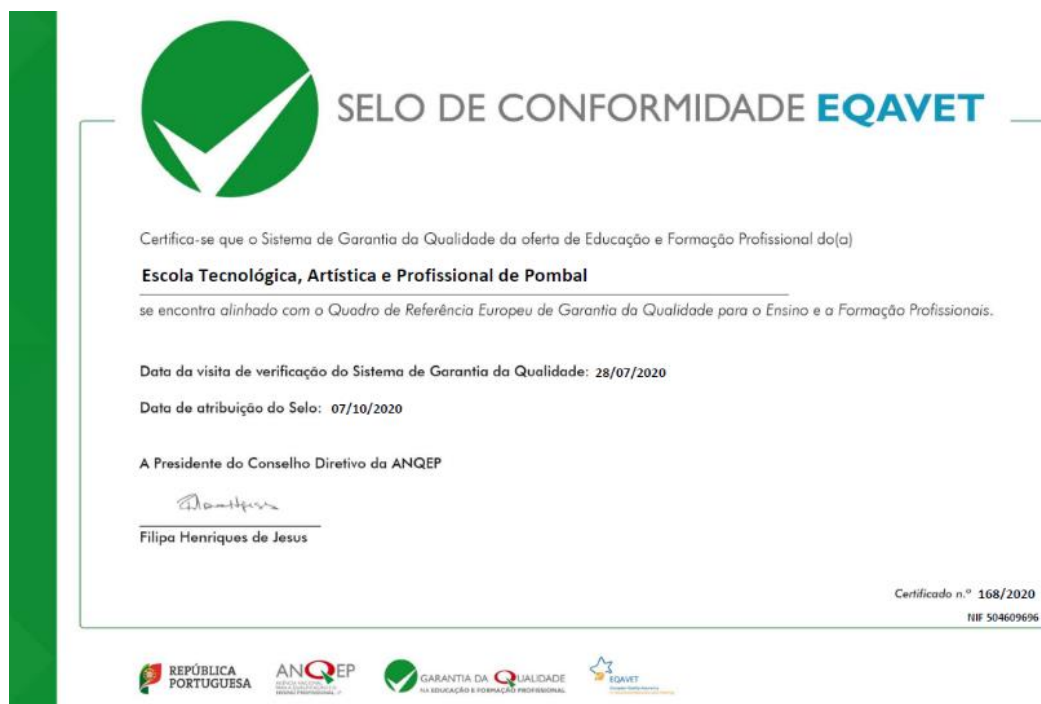 SELO DE CONFORMIDADE EQAVET
Certifica-se que o Sistema de Garantia da Qualidade da oferta de Educação e Formação Profissional do(a)
Escola Tecnológica, Artística e Profissional de Pombal
se encontra alinhado com o Quadro de Referência Europeu de Garantia da Qualidade para o Ensino e a Formação Profissionais.
Data da visita de verificação do Sistema de Garantia da Qualidade: 28/07/2020
Data de atribuição do Selo: 07/10/2020
A Presidente do Conselho Diretivo da ANQEP
Filipa Henriques de Jesus
Certificado n.º 168/2020
NIF 504609696
REPÚBLICA
PORTUGUESA
ANQEP
GARANTIA DA QUALIDADE
NA EDUCAÇÃO E FORMAÇÃO PROFISSIONAL
EQAVET